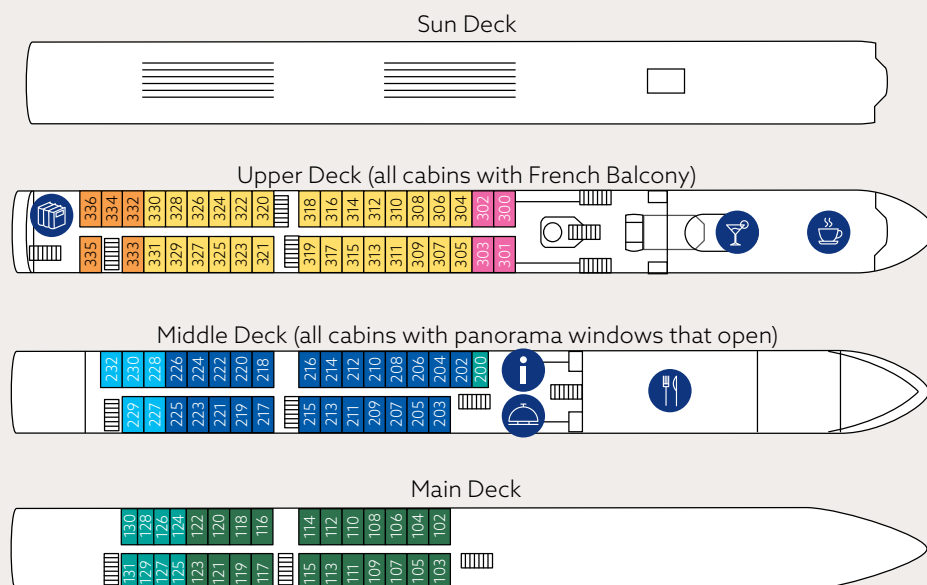 Sun Deck
Upper Deck (all cabins with French Balcony)
336 334 332 330 328 326 324 322 320 318 316 314 312 310 308 306 304 302 300
335 333 331 329 327 325 323 321 319 317 315 313 311 309 307 305 303 301
Middle Deck (all cabins with panorama windows that open)
232 230 228 226 224 222 220 218 216 214 212 210 208 206 204 202 200
i
229 227 225 223 221 219 217 215 213 211 209 207 205 203
Main Deck
130 128 126 124 122 120 118 116 114 112 110 108 106 104 102
131 129 127 125 123 121 119 117 115 113 111 109 107 105 103